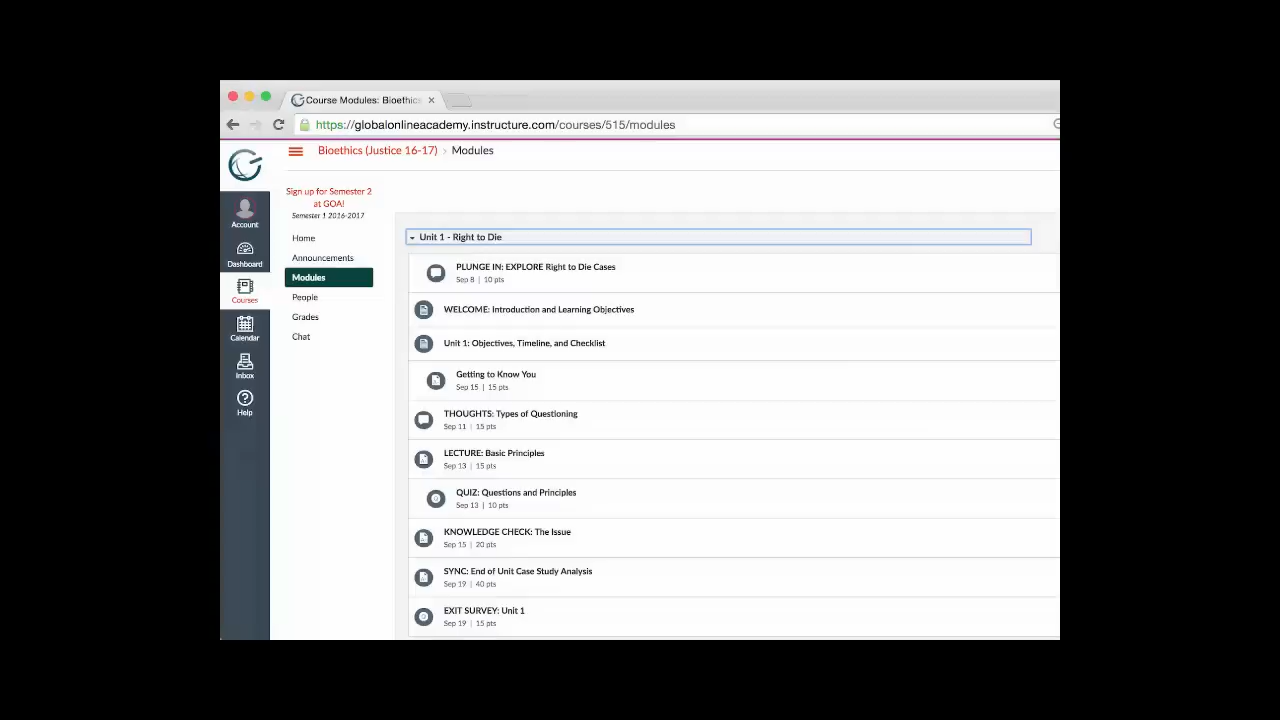 Course Modules: Bioethics
https://globalonlineacademy.instructure.com/courses/515/modules
Bioethics (Justice 16-17) › Modules
Sign up for Semester 2
at GOA!
Semester 1 2016-2017
Account
Dashboard
Courses
Calendar
Inbox
Help
Home
Announcements
Modules
People
Grades
Chat
Unit 1 - Right to Die
PLUNGE IN: EXPLORE Right to Die Cases
Sep 8 | 10 pts
WELCOME: Introduction and Learning Objectives
Unit 1: Objectives, Timeline, and Checklist
Getting to Know You
Sep 15 | 15 pts
THOUGHTS: Types of Questioning
Sep 11 | 15 pts
LECTURE: Basic Principles
Sep 13 | 15 pts
QUIZ: Questions and Principles
Sep 13 | 10 pts
KNOWLEDGE CHECK: The Issue
Sep 15 | 20 pts
SYNC: End of Unit Case Study Analysis
Sep 19 | 40 pts
EXIT SURVEY: Unit 1
Sep 19 | 15 pts